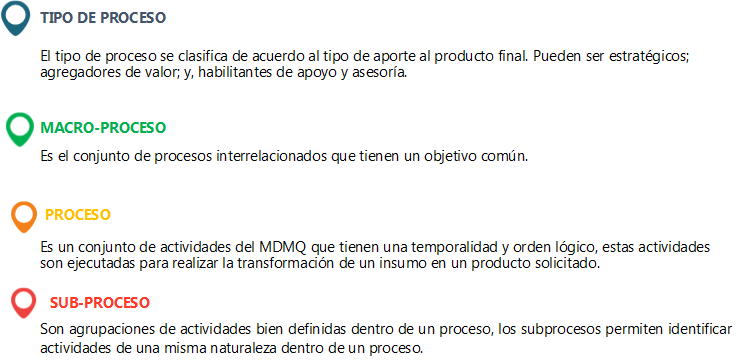 TIPO DE PROCESO
El tipo de proceso se clasifica de acuerdo al tipo de aporte al producto final. Pueden ser estratégicos;
agregadores de valor; y, habilitantes de apoyo y asesoría.
MACRO-PROCESO
Es el conjunto de procesos interrelacionados que tienen un objetivo común.
PROCESO
Es un conjunto de actividades del MDMQ que tienen una temporalidad y orden lógico, estas actividades
son ejecutadas para realizar la transformación de un insumo en un producto solicitado.
SUB-PROCESO
Son agrupaciones de actividades bien definidas dentro de un proceso, los subprocesos permiten identificar
actividades de una misma naturaleza dentro de un proceso.